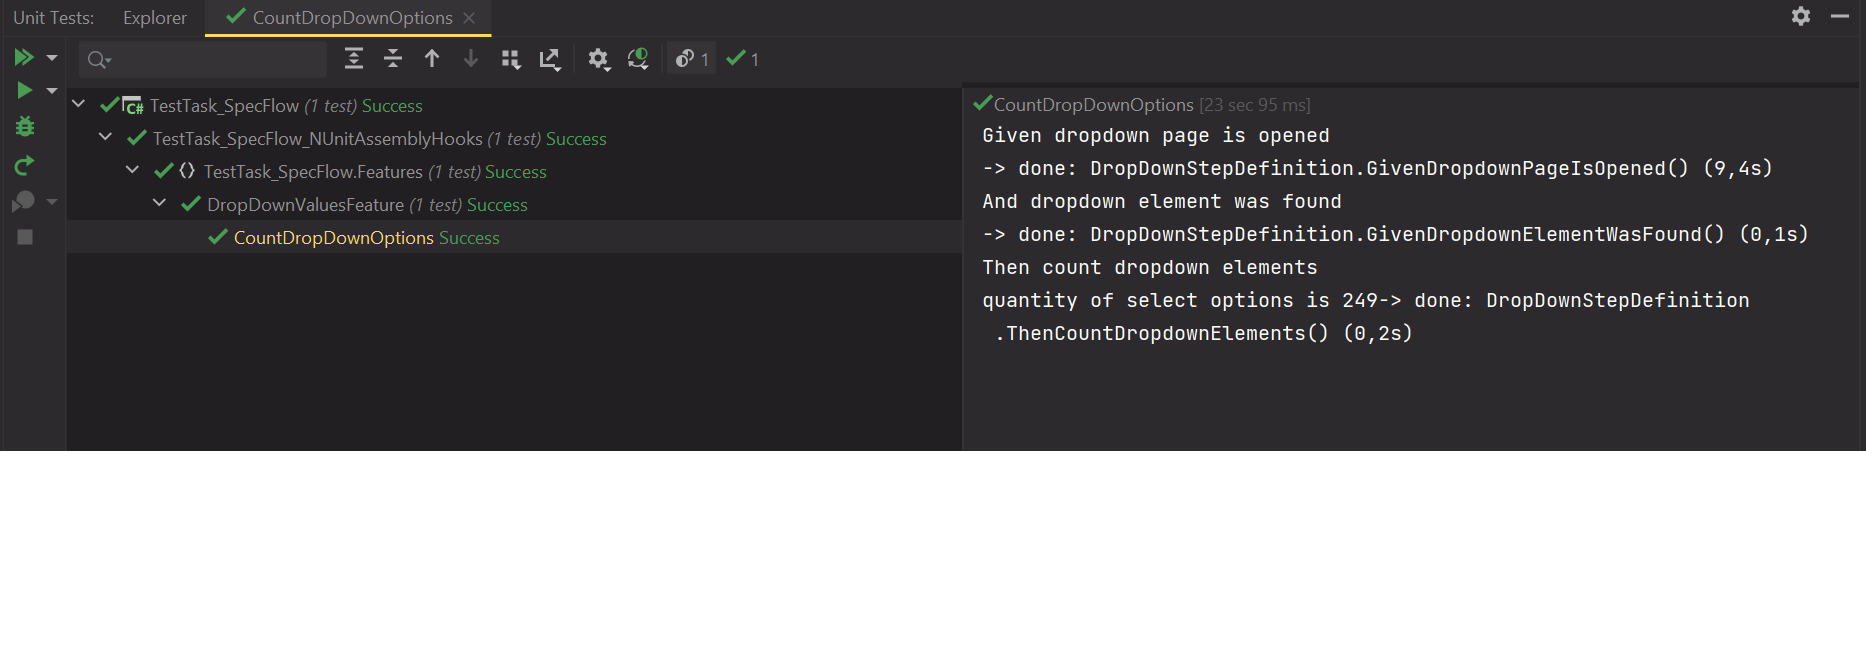 Unit Tests: Explorer CountDropDownOptions
1 1
TestTask_SpecFlow (1 test) Success
TestTask_SpecFlow_NUnitAssemblyHooks (1 test) Success
TestTask_SpecFlow.Features (1 test) Success
DropDownValuesFeature (1 test) Success
CountDropDownOptions Success
CountDropDownOptions [23 sec 95 ms]
Given dropdown page is opened
-> done: DropDownStepDefinition.GivenDropdownPageIsOpened() (9,4s)
And dropdown element was found
-> done: DropDownStepDefinition.GivenDropdownElementWasFound() (0,1s)
Then count dropdown elements
quantity of select options is 249-> done: DropDownStepDefinition
.ThenCountDropdownElements() (0,2s)